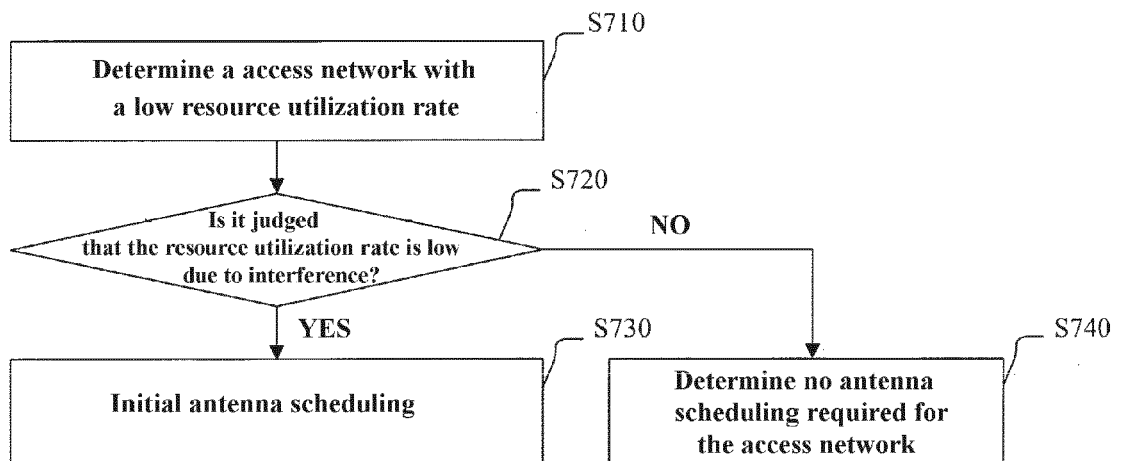 S710
Determine a access network with
a low resource utilization rate
S720
Is it judged
that the resource utilization rate is low
due to interference?
NO
YES
S730
S740
Initial antenna scheduling
Determine no antenna
scheduling required for
the access network